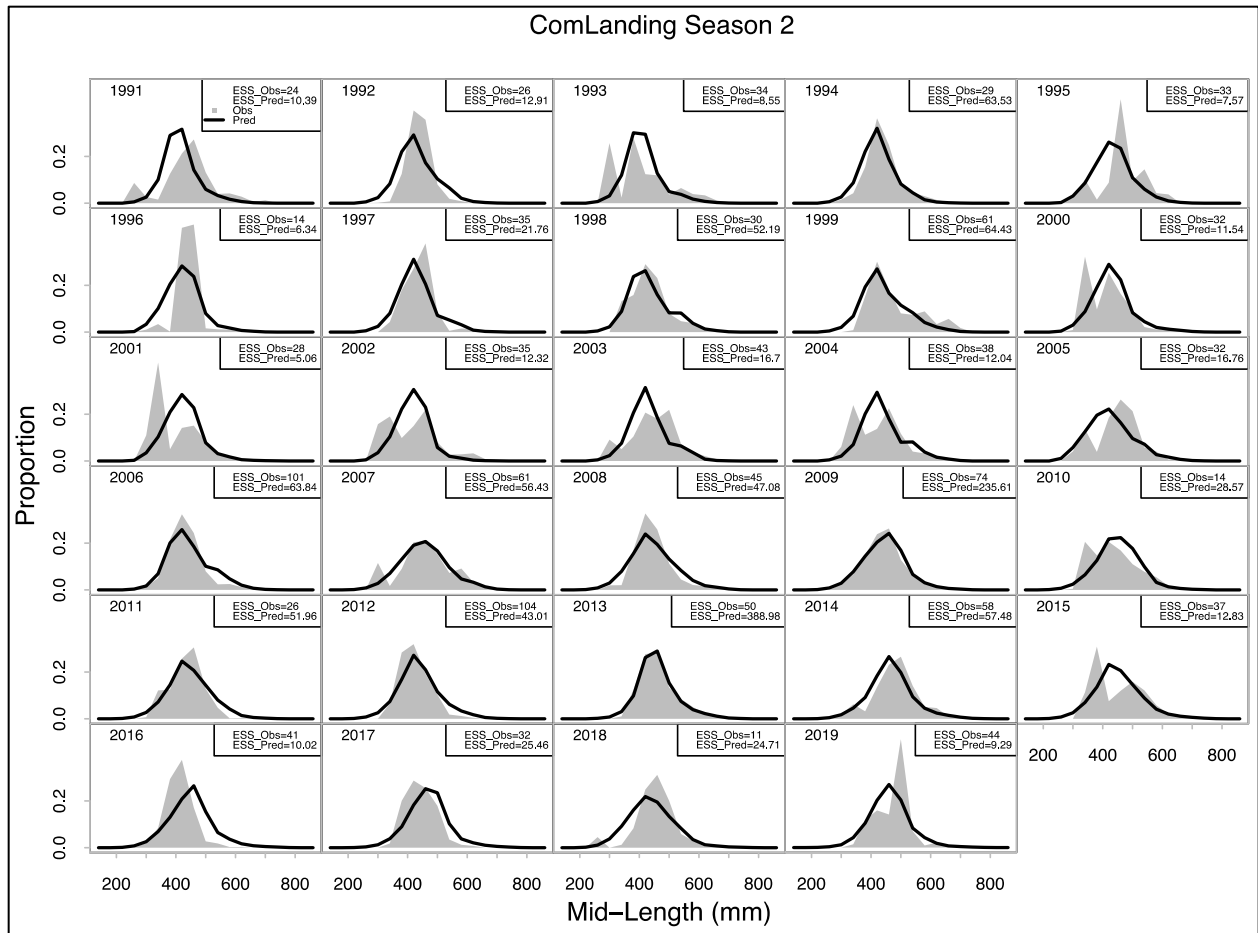 ComLanding Season 2
1991
ESS_Obs=24
ESS_Pred=10.39
Obs
Pred
1992
ESS_Obs=26
ESS_Pred=12.91
1993
ESS_Obs=34
ESS_Pred=8.55
1994
ESS_Obs=29
ESS_Pred=63.53
1995
ESS_Obs=33
ESS_Pred=7.57
0.2
0.0
1996
ESS_Obs=14
ESS_Pred=6.34
1997
ESS_Obs=35
ESS_Pred=21.76
1998
ESS_Obs=30
ESS_Pred=52.19
1999
ESS_Obs=61
ESS_Pred=64.43
2000
ESS_Obs=32
ESS_Pred=11.54
0.2
0.0
2001
ESS_Obs=28
ESS_Pred=5.06
2002
ESS_Obs=35
ESS_Pred=12.32
2003
ESS_Obs=43
ESS_Pred=16.7
2004
ESS_Obs=38
ESS_Pred=12.04
2005
ESS_Obs=32
ESS_Pred=16.76
0.2
0.0
Proportion
2006
ESS_Obs=101
ESS_Pred=63.84
2007
ESS_Obs=61
ESS_Pred=56.43
2008
ESS_Obs=45
ESS_Pred=47.08
2009
ESS_Obs=74
ESS_Pred=235.61
2010
ESS_Obs=14
ESS_Pred=28.57
0.2
0.0
2011
ESS_Obs=26
ESS_Pred=51.96
2012
ESS_Obs=104
ESS_Pred=43.01
2013
ESS_Obs=50
ESS_Pred=388.98
2014
ESS_Obs=58
ESS_Pred=57.48
2015
ESS_Obs=37
ESS_Pred=12.83
0.2
0.0
2016
ESS_Obs=41
ESS_Pred=10.02
2017
ESS_Obs=32
ESS_Pred=25.46
2018
ESS_Obs=11
ESS_Pred=24.71
2019
ESS_Obs=44
ESS_Pred=9.29
200 400 600 800
0.2
0.0
200 400 600 800 200 400 600 800 200 400 600 800 200 400 600 800
Mid−Length (mm)